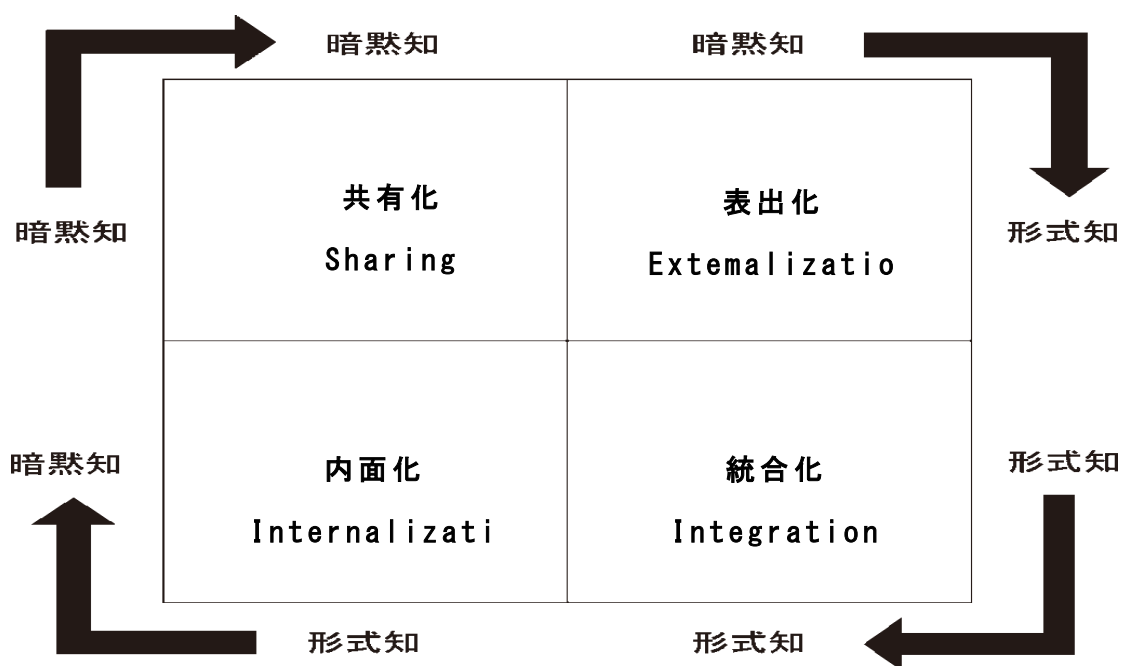 暗黙知
暗黙知
共有化
Sharing
表出化
Extemalizatio
暗黙知
形式知
内面化
Internalizati
統合化
Integration
暗黙知
形式知
形式知
形式知